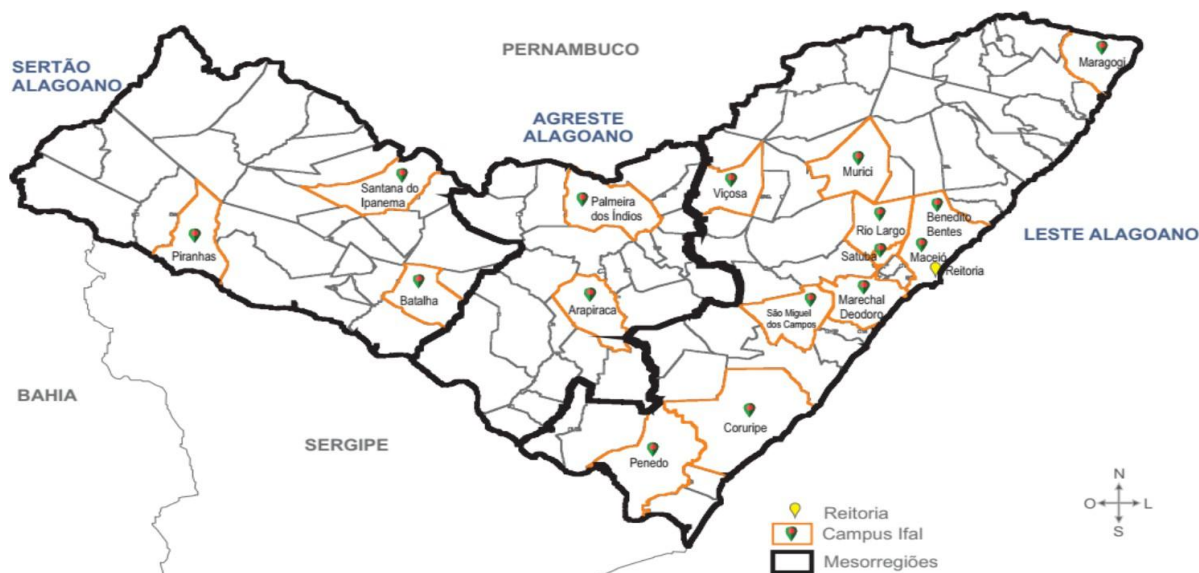 PERNAMBUCO
SERTÃO
ALAGOANO
AGRESTE
ALAGOANO
LESTE ALAGOANO
Maragogi
Murici
Viçosa
Santana do
Ipanema
Palmeira
dos Índios
Benedito
Bentes
Rio Largo
Satuba
Maceió
Reitoria
Piranhas
Batalha
Arapiraca
São Miguel
dos Campos
Marechal
Deodoro
BAHIA
SERGIPE
Coruripe
Penedo
N
O
L
S
Reitoria
Campus Ifal
Mesorregiões